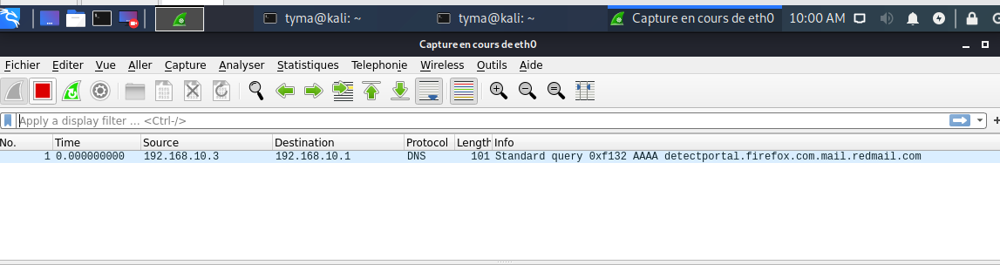 tyma@kali: ~ tyma@kali: ~ Capture en cours de eth0 10:00 AM
Capture en cours de eth0
Fichier Editer Vue Aller Capture Analyser Statistiques Telephonie Wireless Outils Aide
Apply a display filter ... <Ctrl-/>
No. Time Source Destination Protocol Length Info
1 0.000000000 192.168.10.3 192.168.10.1 DNS 101 Standard query 0xf132 AAAA detectportal.firefox.com.mail.redmail.com